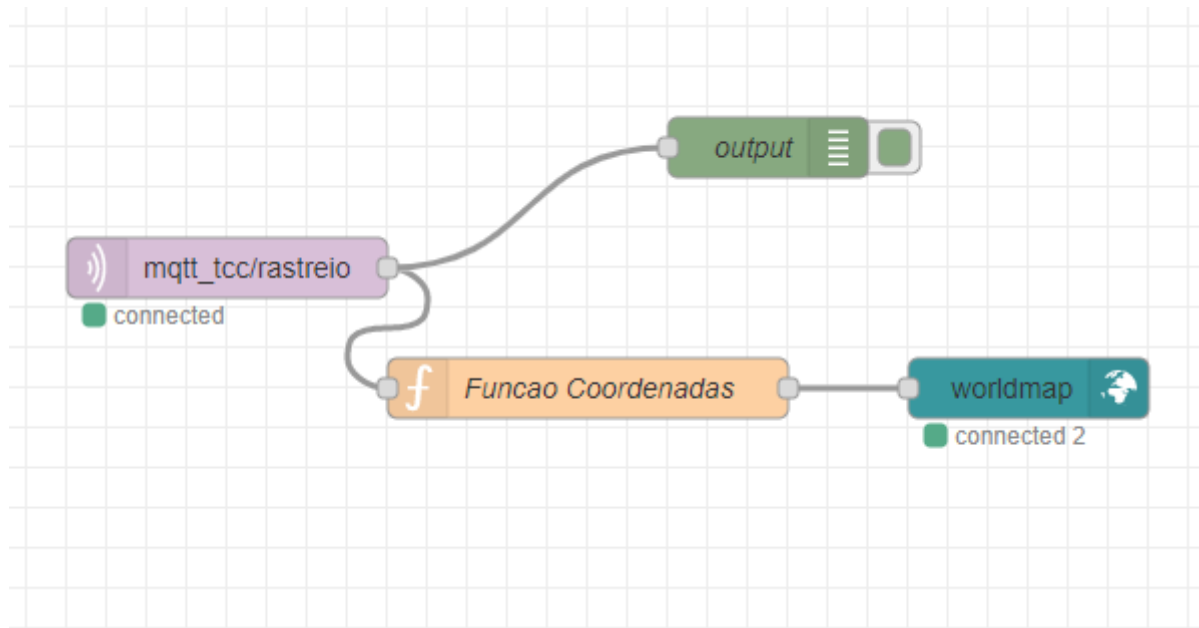 output
mqtt_tcc/rastreio
connected
Funcao Coordenadas
worldmap
connected 2